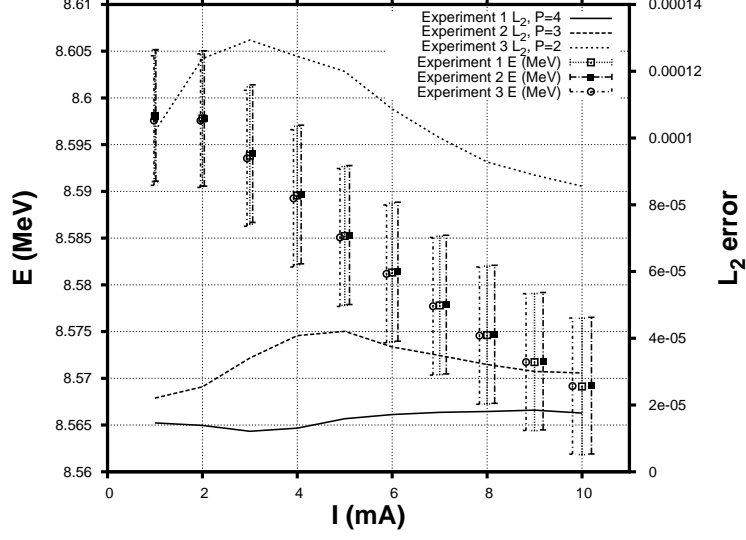 8.61
8.605
8.6
8.595
8.59
8.585
8.58
8.575
8.57
8.565
8.56
E (MeV)
0 2 4 6 8 10
I (mA)
0.00014
0.00012
0.0001
8e-05
6e-05
4e-05
2e-05
0
L2 error
Experiment 1 L2, P=4
Experiment 2 L2, P=3
Experiment 3 L2, P=2
Experiment 1 E (MeV)
Experiment 2 E (MeV)
Experiment 3 E (MeV)